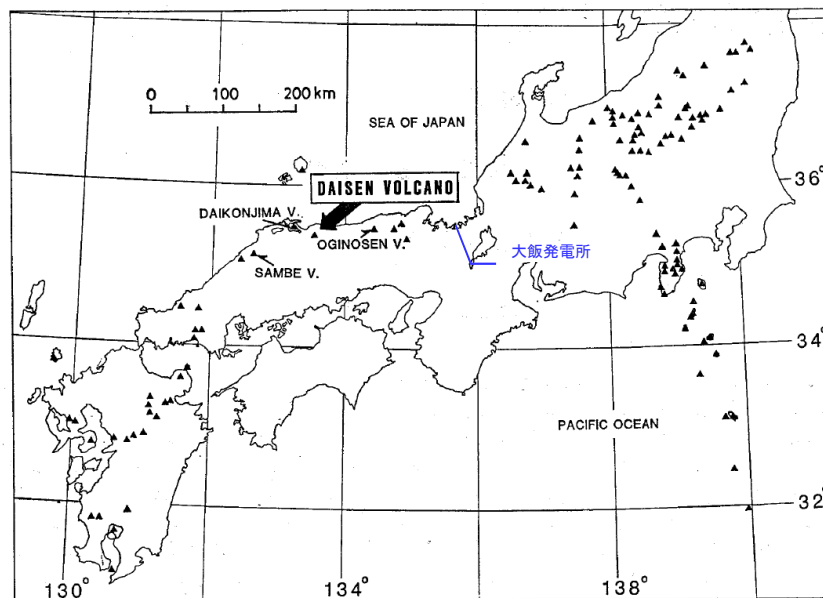 0 100 200 km
SEA OF JAPAN
DAISEN VOLCANO
36°
DAIKONJIMA V.
OGINOSEN V.
大飯発電所
SAMBE V.
34°
PACIFIC OCEAN
32°
130° 134° 138°